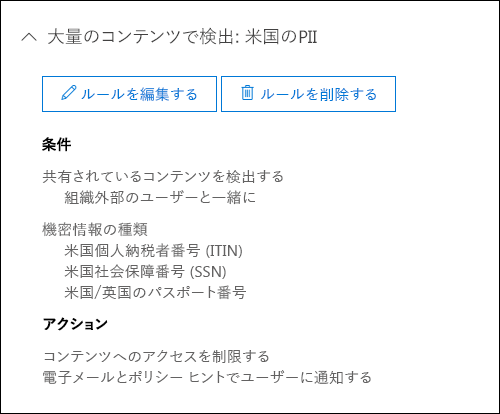 大量のコンテンツで検出: 米国のPII
ルールを編集する ルールを削除する
条件
共有されているコンテンツを検出する
組織外部のユーザーと一緒に
機密情報の種類
米国個人納税者番号 (ITIN)
米国社会保障番号 (SSN)
米国/英国のパスポート番号
アクション
コンテンツへのアクセスを制限する
電子メールとポリシー ヒントでユーザーに通知する